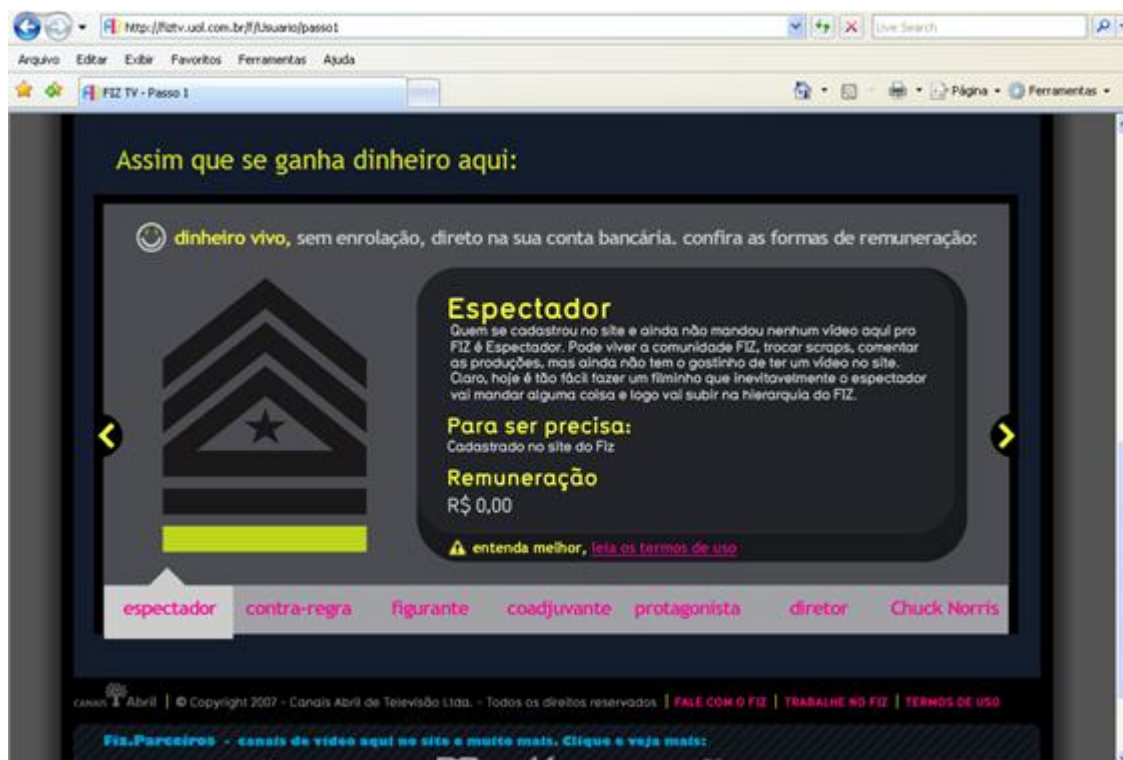 http://fiztv.uol.com.br/f/Usuario/passo1
Live Search
Arquivo Editar Exibir Favoritos Ferramentas Ajuda
FIZ TV - Passo 1
Página Ferramentas
Assim que se ganha dinheiro aqui:
dinheiro vivo, sem enrolação, direto na sua conta bancária. confira as formas de remuneração:
Espectador
Quem se cadastrou no site e ainda não mandou nenhum vídeo aqui pro
FIZ é Espectador. Pode viver a comunidade FIZ, trocar scraps, comentar
as produções, mas ainda não tem o gostinho de ter um vídeo no site.
Claro, hoje é tão fácil fazer um filminho que inevitavelmente o espectador
vai mandar alguma coisa e logo vai subir na hierarquia do FIZ.
Para ser precisa:
Cadastrado no site do Fiz
Remuneração
R$ 0,00
entenda melhor, leia os termos de uso
espectador contra-regra figurante coadjuvante protagonista diretor Chuck Norris
CANAIS Abril | © Copyright 2007 - Canais Abril de Televisão Ltda. - Todos os direitos reservados | FALE COM O FIZ | TRABALHE NO FIZ | TERMOS DE USO
Fiz.Parceiros - canais de vídeo aqui no site e muito mais. Clique e veja mais: